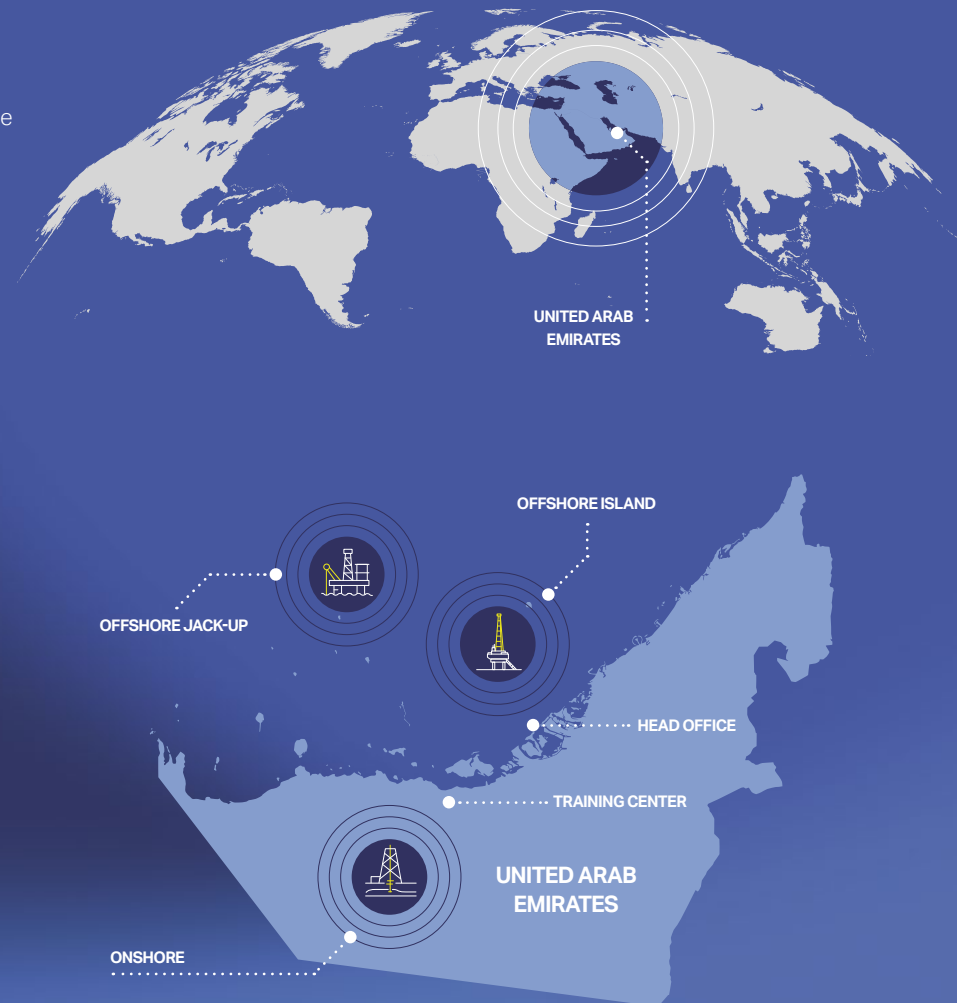 e
UNITED ARAB
EMIRATES
OFFSHORE ISLAND
OFFSHORE JACK-UP
HEAD OFFICE
TRAINING CENTER
UNITED ARAB
EMIRATES
ONSHORE